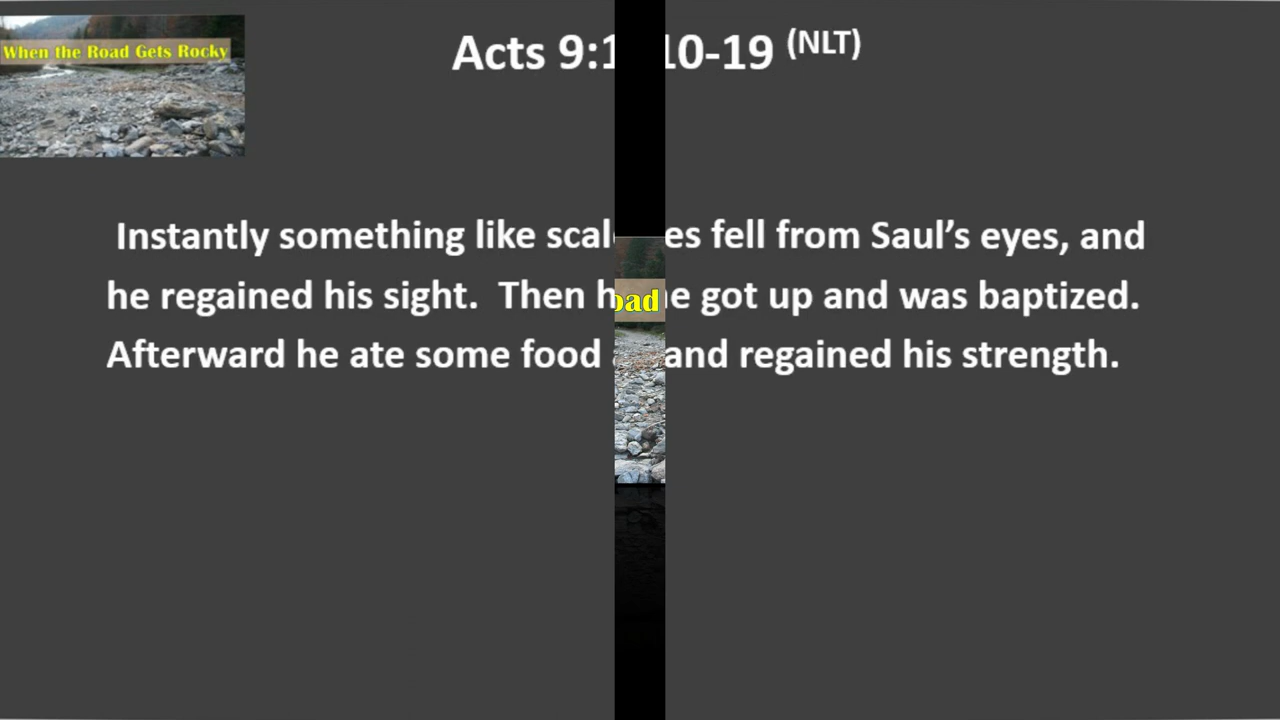 When the Road Gets Rocky
Acts 9:1 10-19 (NLT)
Instantly something like scal es fell from Saul’s eyes, and
he regained his sight. Then h e got up and was baptized.
oad
Afterward he ate some food and regained his strength.